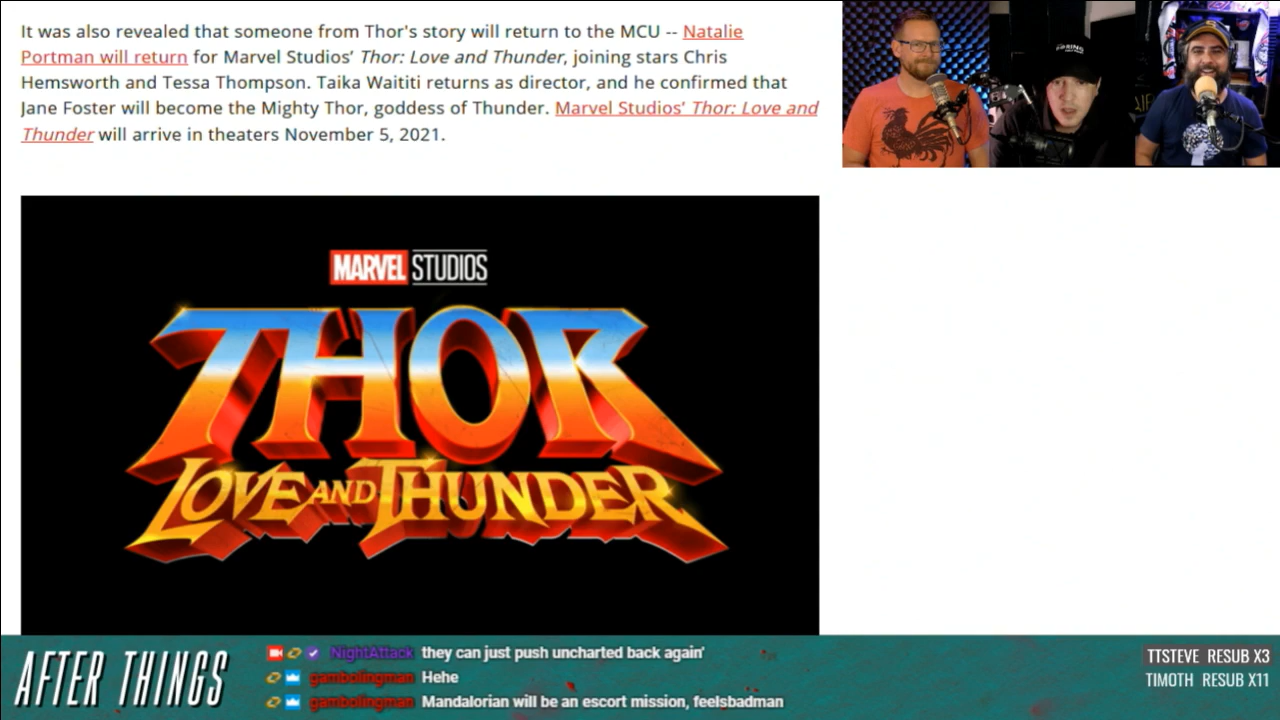 It was also revealed that someone from Thor's story will return to the MCU -- Natalie
Portman will return for Marvel Studios’ Thor: Love and Thunder, joining stars Chris
Hemsworth and Tessa Thompson. Taika Waititi returns as director, and he confirmed that
Jane Foster will become the Mighty Thor, goddess of Thunder. Marvel Studios’ Thor: Love and
Thunder will arrive in theaters November 5, 2021.
MARVEL STUDIOS
THOR
LOVE AND THUNDER
AFTER THINGS
NightAttack they can just push uncharted back again'
gambolingman Hehe
gambolingman Mandalorian will be an escort mission, feelsbadman
TTSTEVE RESUB X3
TIMOTH RESUB X11